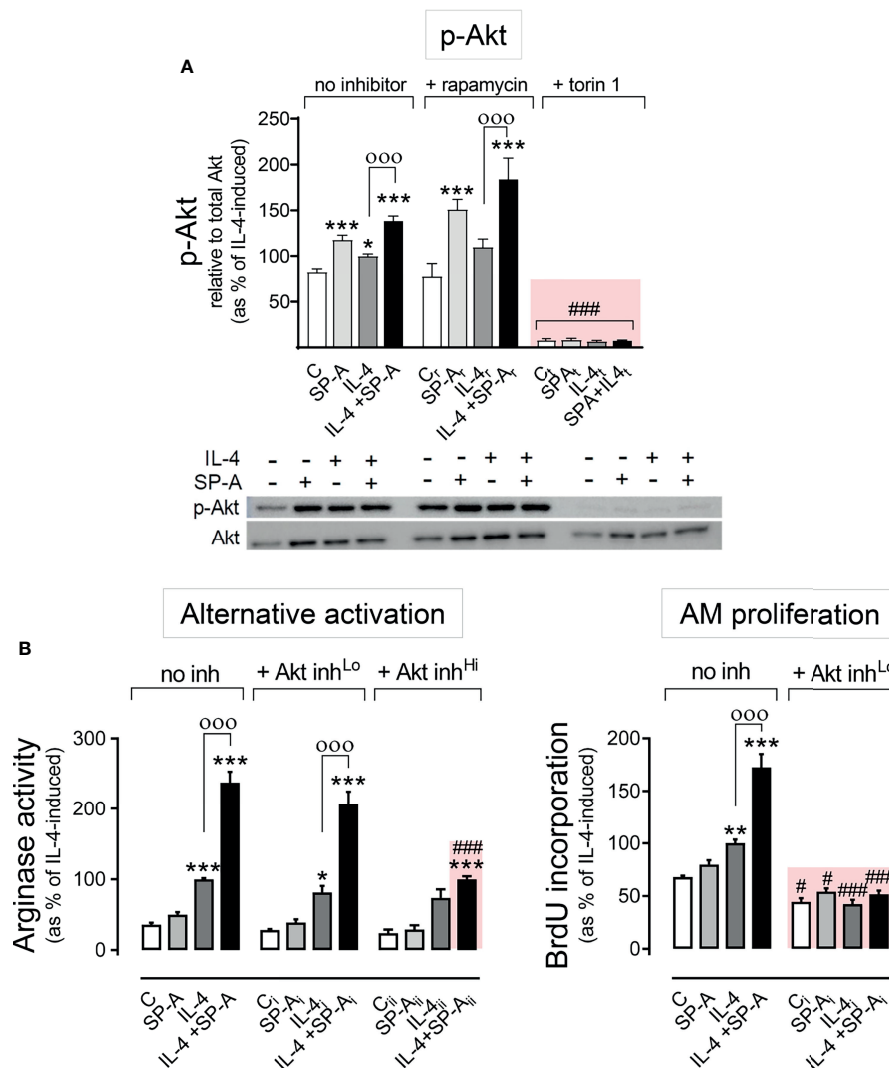 p-Akt
A
no inhibitor + rapamycin + torin 1
250
200
150
100
50
p-Akt
relative to total Akt
(as % of IL-4-induced)
*** * ooo ***
*** ooo ***
###
C SP-A IL-4 IL-4 +SP-A Cr SP-Ar IL-4r IL-4 +SP-Ar Ct SPAt IL-4t SPA+IL4t
IL-4 - - + + - - + + - - + +
SP-A - + - + - + - + - + - +
p-Akt
Akt
Alternative activation
B
no inh + Akt inhLo + Akt inhHi
300
200
100
0
Arginase activity
(as % of IL-4-induced)
*** ooo ***
* ooo ***
###
***
C SP-A IL-4 IL-4 +SP-A Ci SP-Ai IL-4i IL-4 +SP-Ai Cii SP-Aii IL-4ii IL-4+SP-Aii
AM proliferation
no inh + Akt inhLo
200
150
100
50
0
BrdU incorporation
(as % of IL-4-induced)
** ooo ***
# # ### ###
C SP-A IL-4 IL-4 +SP-A Ci SP-Ai IL-4i IL-4 +SP-Ai